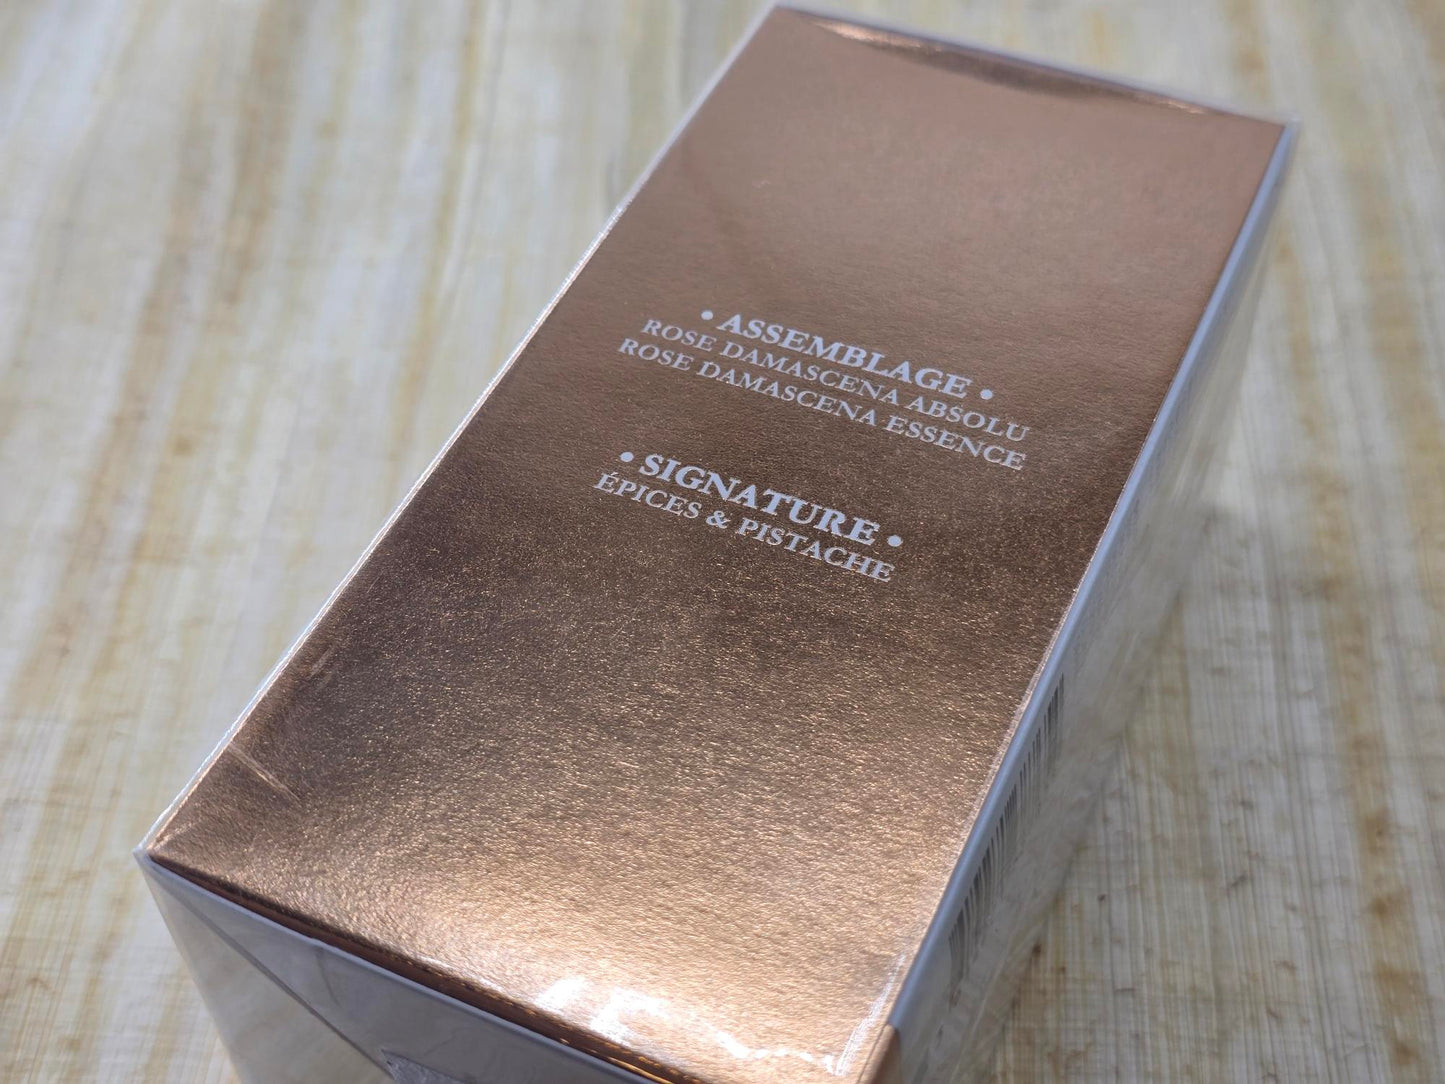 • ASSEMBLAGE •
ROSE DAMASCENA ABSOLU
ROSE DAMASCENA ESSENCE
• SIGNATURE •
ÉPICES & PISTACHE